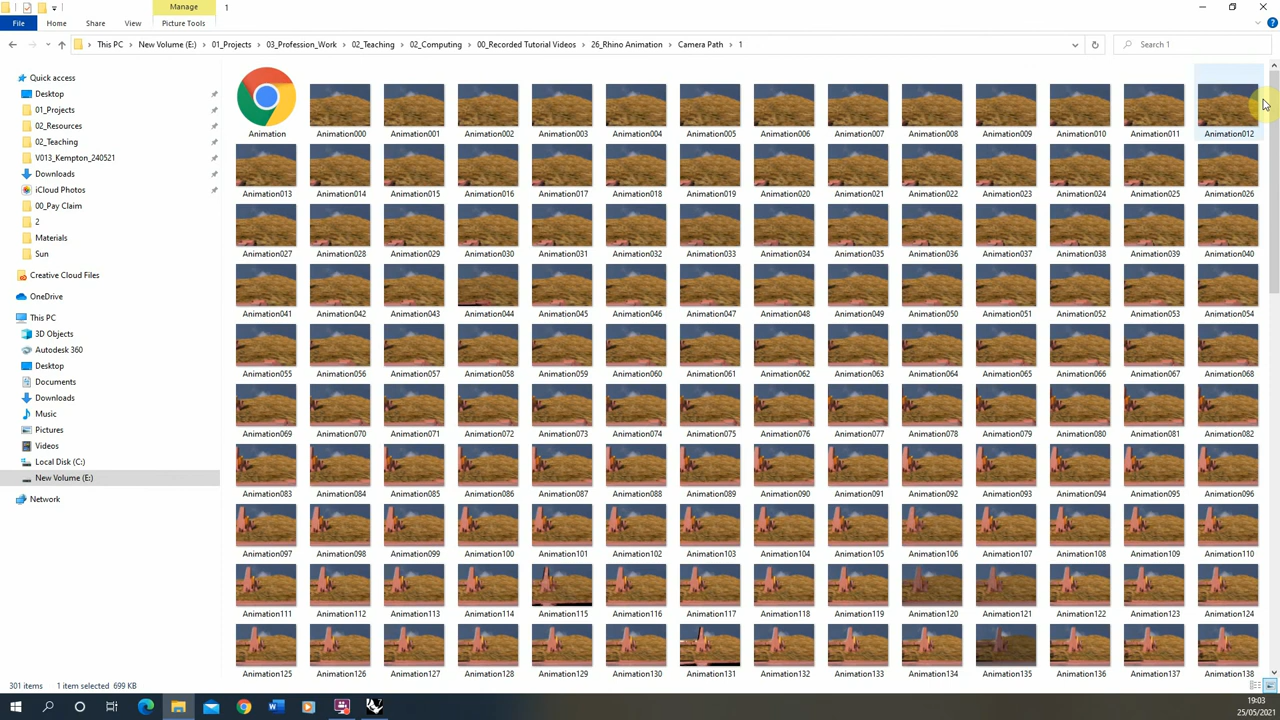 Manage
1
File
Home
Share
View
Picture Tools
This PC
New Volume (E:)
01_Projects
03_Profession_Work
02_Teaching
02_Computing
00_Recorded Tutorial Videos
26_Rhino Animation
Camera Path
1
Search 1
Quick access
Desktop
01_Projects
02_Resources
02_Teaching
V013_Kempton_240521
Downloads
iCloud Photos
00_Pay Claim
2
Materials
Sun
Creative Cloud Files
OneDrive
This PC
3D Objects
Autodesk 360
Desktop
Documents
Downloads
Music
Pictures
Videos
Local Disk (C:)
New Volume (E:)
Network
Animation Animation000 Animation001 Animation002 Animation003 Animation004 Animation005 Animation006 Animation007 Animation008 Animation009 Animation010 Animation011 Animation012
Animation013 Animation014 Animation015 Animation016 Animation017 Animation018 Animation019 Animation020 Animation021 Animation022 Animation023 Animation024 Animation025 Animation026
Animation027 Animation028 Animation029 Animation030 Animation031 Animation032 Animation033 Animation034 Animation035 Animation036 Animation037 Animation038 Animation039 Animation040
Animation041 Animation042 Animation043 Animation044 Animation045 Animation046 Animation047 Animation048 Animation049 Animation050 Animation051 Animation052 Animation053 Animation054
Animation055 Animation056 Animation057 Animation058 Animation059 Animation060 Animation061 Animation062 Animation063 Animation064 Animation065 Animation066 Animation067 Animation068
Animation069 Animation070 Animation071 Animation072 Animation073 Animation074 Animation075 Animation076 Animation077 Animation078 Animation079 Animation080 Animation081 Animation082
Animation083 Animation084 Animation085 Animation086 Animation087 Animation088 Animation089 Animation090 Animation091 Animation092 Animation093 Animation094 Animation095 Animation096
Animation097 Animation098 Animation099 Animation100 Animation101 Animation102 Animation103 Animation104 Animation105 Animation106 Animation107 Animation108 Animation109 Animation110
Animation111 Animation112 Animation113 Animation114 Animation115 Animation116 Animation117 Animation118 Animation119 Animation120 Animation121 Animation122 Animation123 Animation124
Animation125 Animation126 Animation127 Animation128 Animation129 Animation130 Animation131 Animation132 Animation133 Animation134 Animation135 Animation136 Animation137 Animation138
301 items 1 item selected 699 KB
19:03
25/05/2021